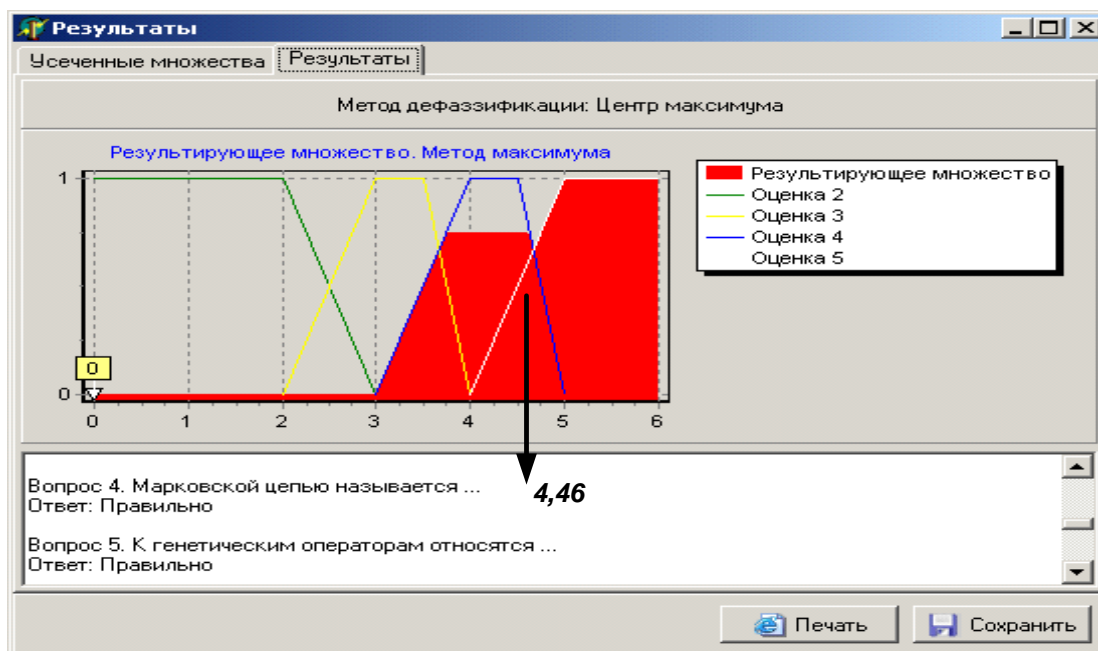 Результаты
Усеченные множества Результаты
Метод дефаззификации: Центр максимума
Результирующее множество. Метод максимума
1
0
0
0 1 2 3 4 5 6
Результирующее множество
Оценка 2
Оценка 3
Оценка 4
Оценка 5
4,46
Вопрос 4. Марковской цепью называется ...
Ответ: Правильно
Вопрос 5. К генетическим операторам относятся ...
Ответ: Правильно
Печать Сохранить